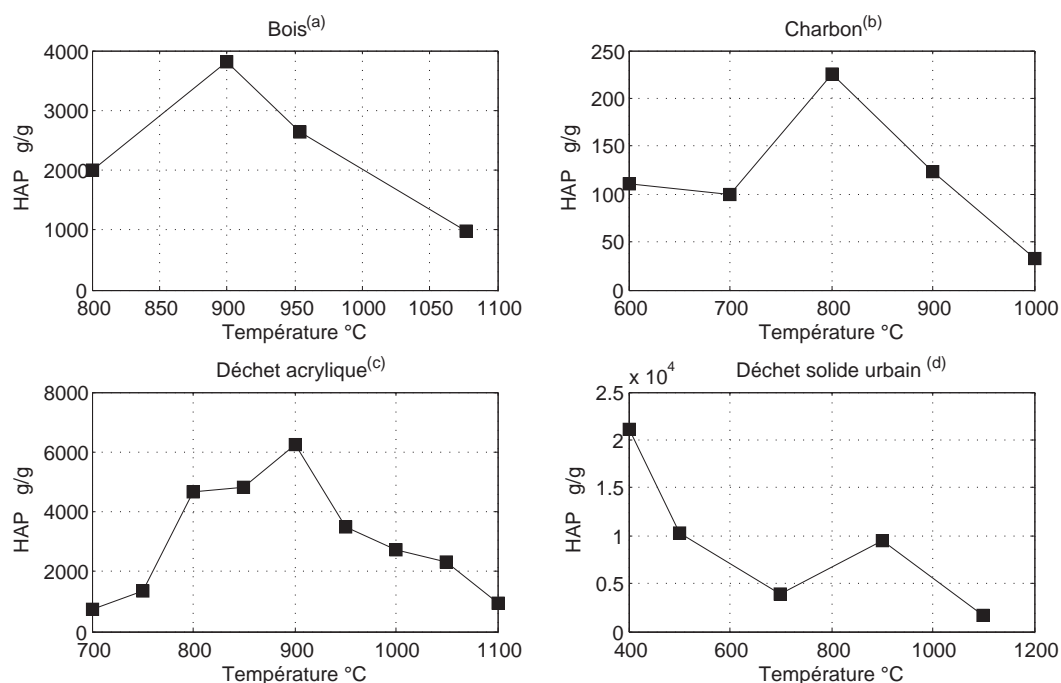 Bois(a)
4000
3000
2000
1000
0
HAP g/g
800 850 900 950 1000 1050 1100
Température °C
Charbon(b)
250
200
150
100
50
0
HAP g/g
600 700 800 900 1000
Température °C
Déchet acrylique(c)
8000
6000
4000
2000
0
HAP g/g
700 800 900 1000 1100
Température °C
Déchet solide urbain (d)
x 10^4
2.5
2
1.5
1
0.5
0
HAP g/g
400 600 800 1000 1200
Température °C